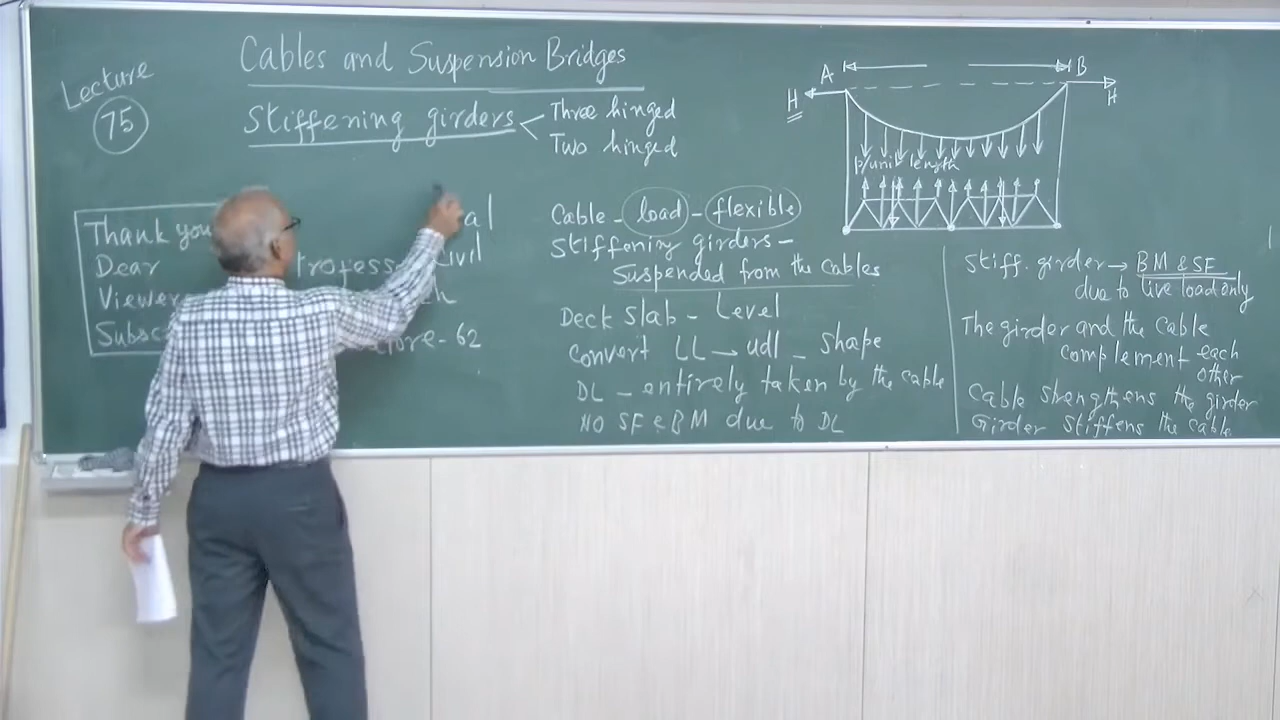 Lecture
75
Cables and Suspension Bridges
Stiffening girders
Three hinged
Two hinged
Thank you
Dear
Viewer
Subsc
al
Profess Civil
ch
ore-62
Cable - load - flexible
Stiffening girders -
Suspended from the cables
Deck slab - Level
Convert LL → udl - shape
DL - entirely taken by the cable
NO SF & BM due to DL
A
B
H
H
p/unit length
Stiff. girder → BM & SF
due to live load only
The girder and the cable
complement each
other
Cable strengthens the girder
Girder stiffens the cable